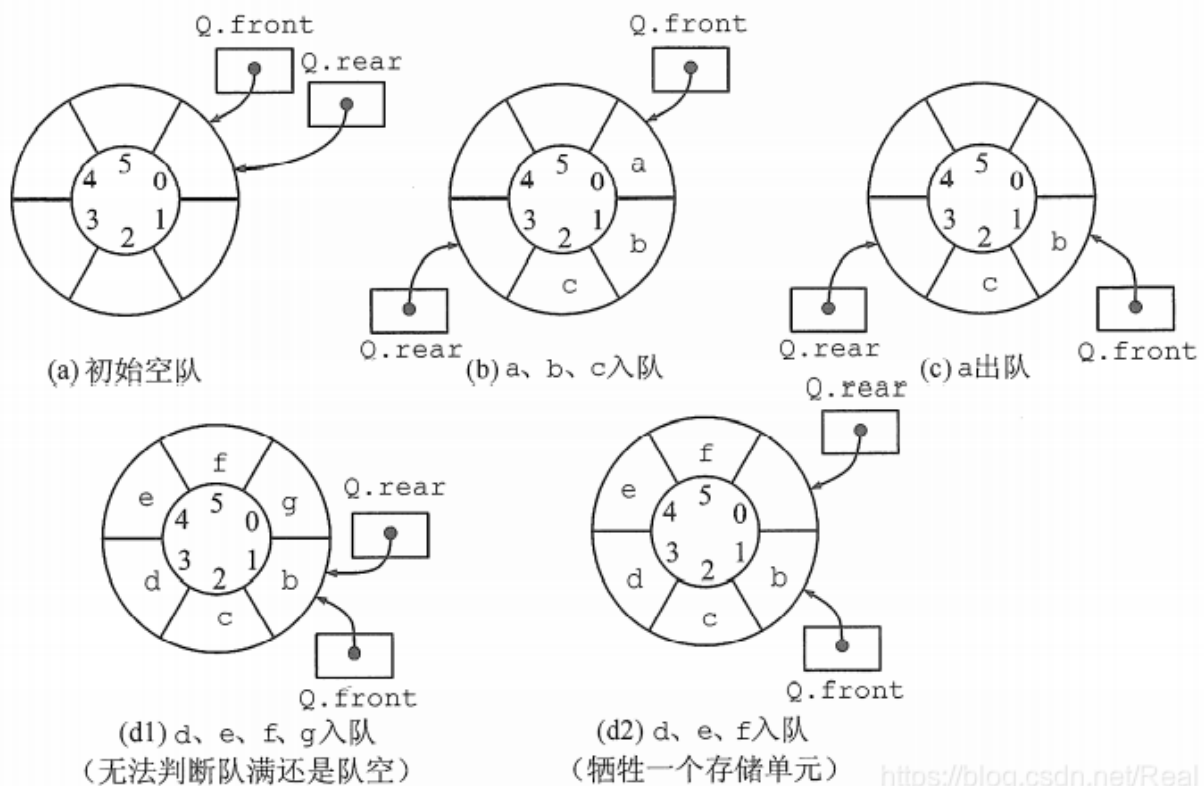 Q.front
Q.rear
5
4 0
a
3 1
2
b
c
Q.rear
(a) 初始空队
Q.front
5
4 0
3 1
2
(b) a、b、c入队
5
4 0
3 1
2
b
c
Q.rear
Q.front
(c) a出队
f
e g
5
4 0
3 1
2
d b
c
Q.rear
Q.front
(d1) d、e、f、g入队
(无法判断队满还是队空)
Q.rear
f
e
5
4 0
3 1
2
d b
c
Q.front
(d2) d、e、f入队
(牺牲一个存储单元)
https://blog.csdn.net/Real